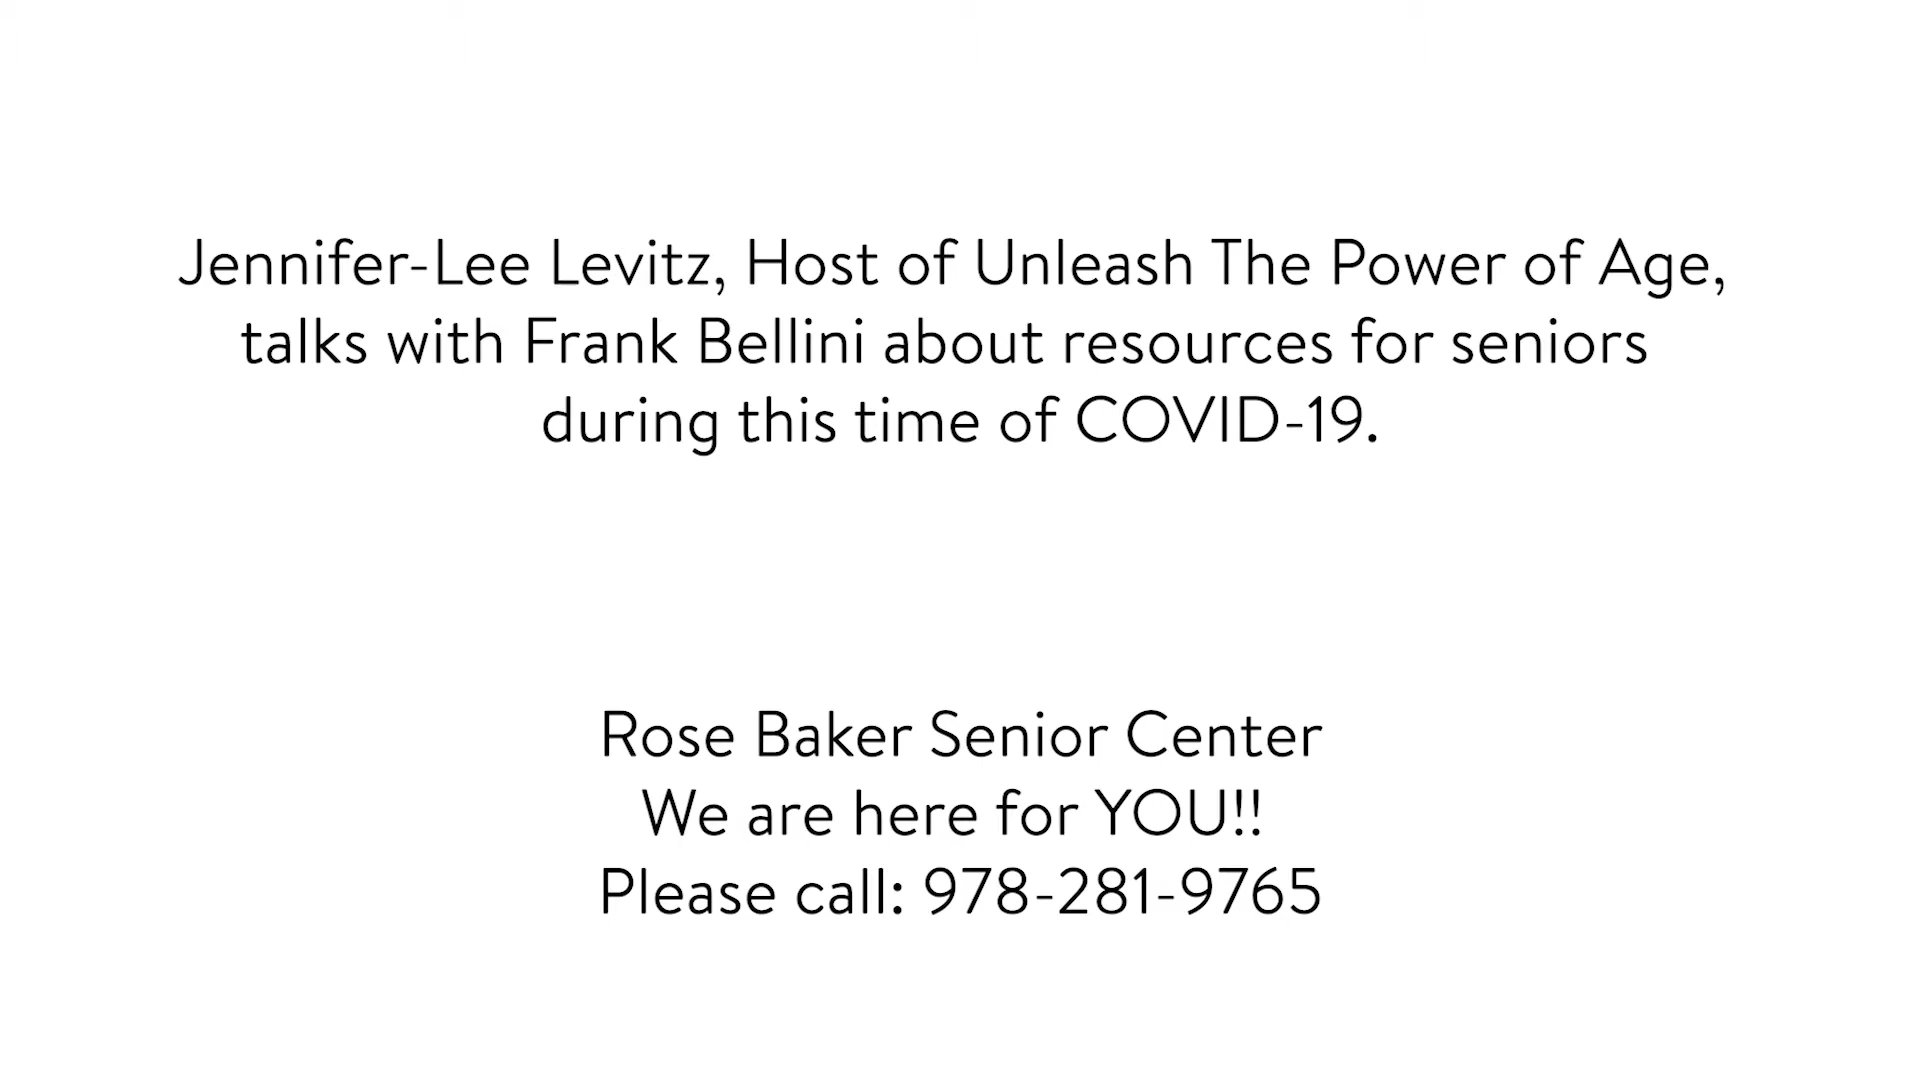 Jennifer-Lee Levitz, Host of Unleash The Power of Age,
talks with Frank Bellini about resources for seniors
during this time of COVID-19.
Rose Baker Senior Center
We are here for YOU!!
Please call: 978-281-9765